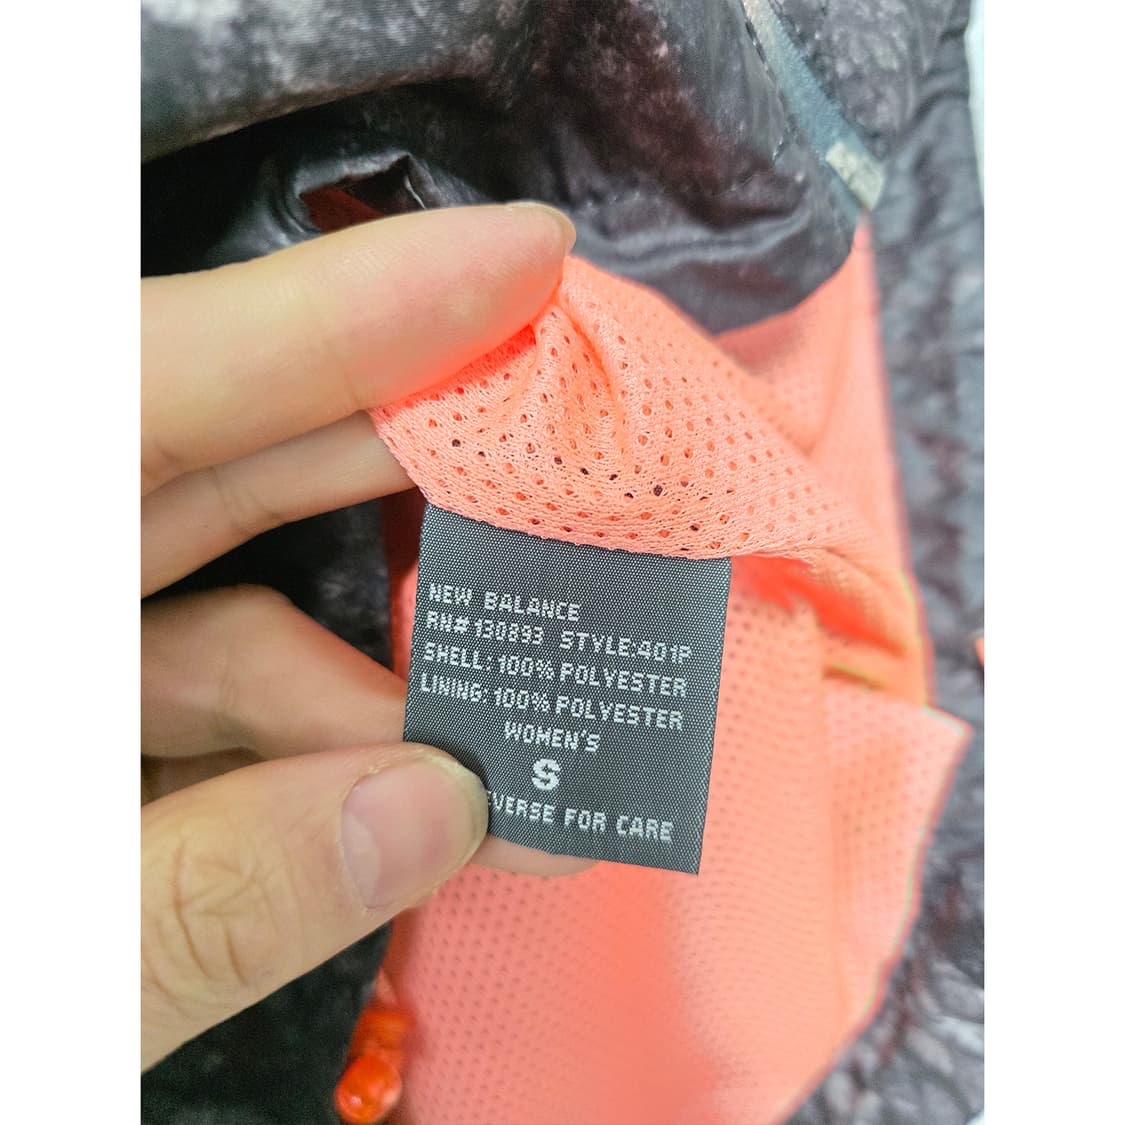 NEW BALANCE
RN# 130893 STYLE:401P
SHELL: 100% POLYESTER
LINING: 100% POLYESTER
WOMEN'S
S
EVERSE FOR CARE